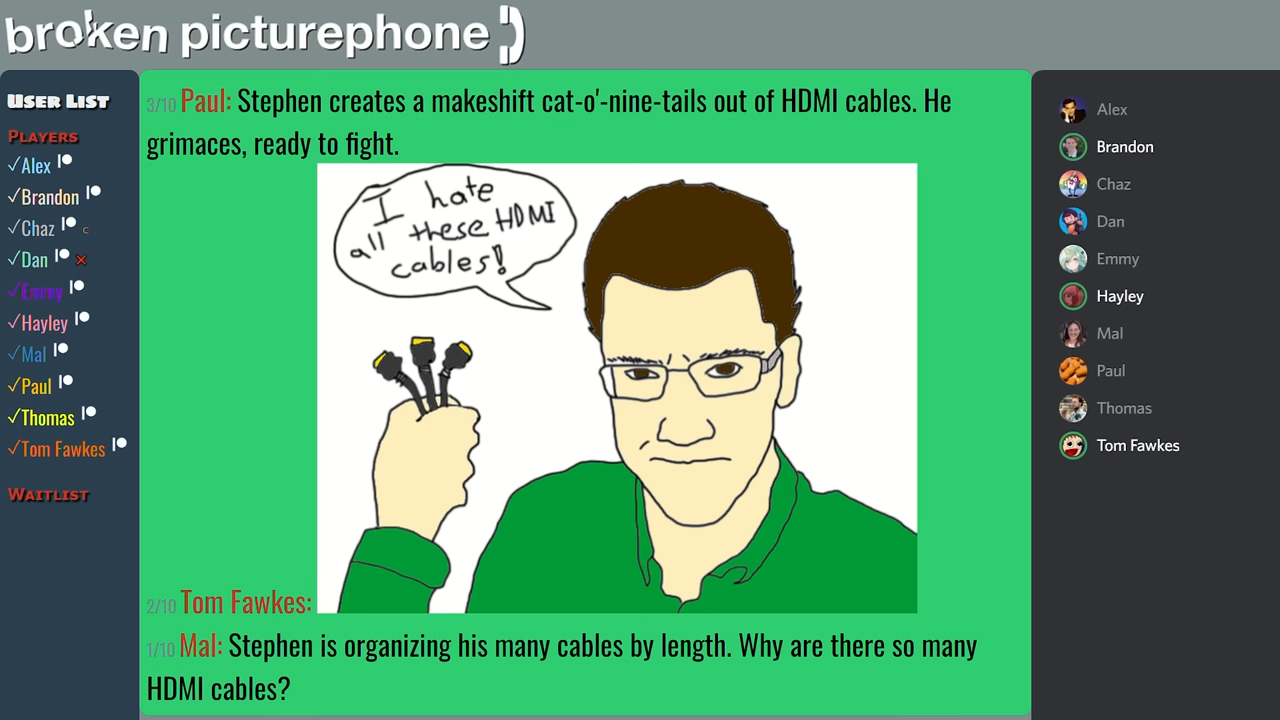 broken picturephone
User List
Players
✓Alex
✓Brandon
✓Chaz c
✓Dan
✓Emmy
✓Hayley
✓Mal
✓Paul
✓Thomas
✓Tom Fawkes
Waitlist
3/10 Paul: Stephen creates a makeshift cat-o'-nine-tails out of HDMI cables. He
grimaces, ready to fight.
I hate
all these HDMI
cables!
2/10 Tom Fawkes:
1/10 Mal: Stephen is organizing his many cables by length. Why are there so many
HDMI cables?
Alex
Brandon
Chaz
Dan
Emmy
Hayley
Mal
Paul
Thomas
Tom Fawkes